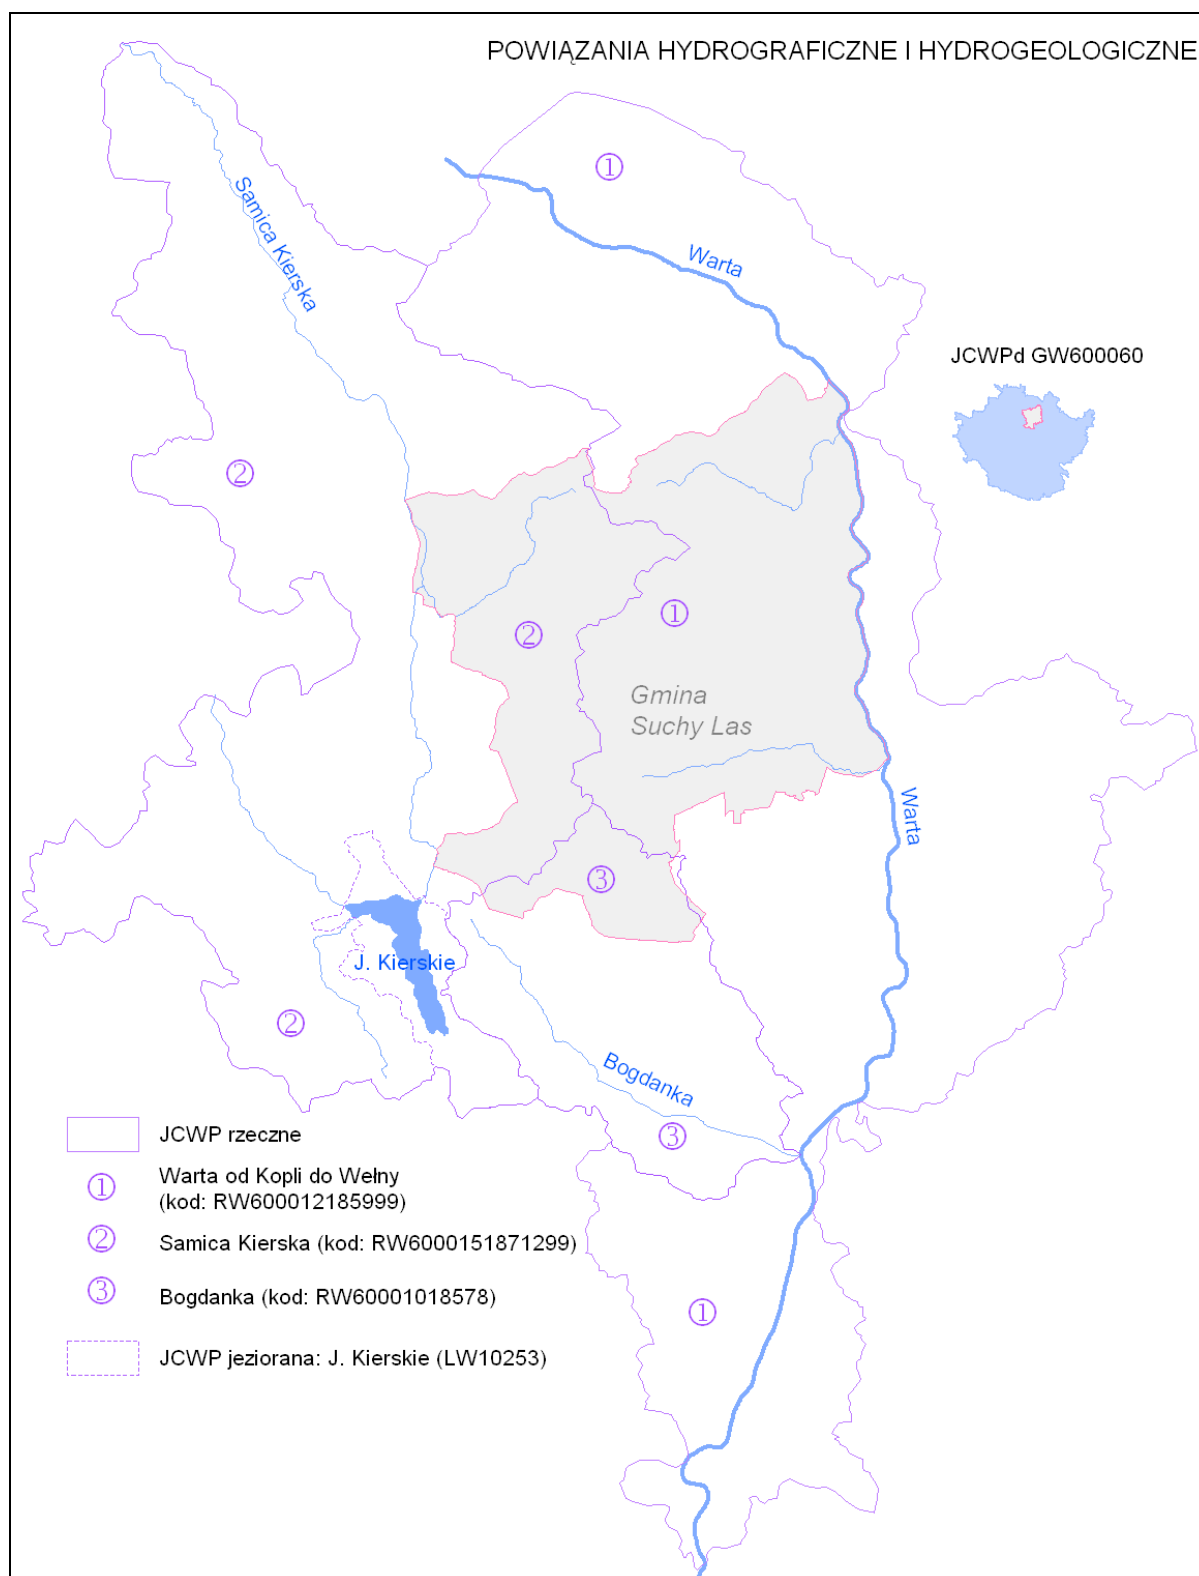 POWIĄZANIA HYDROGRAFICZNE I HYDROGEOLOGICZNE
①
Samica Kierska
Warta
JCWPd GW600060
②
①
②
Gmina
Suchy Las
Warta
③
J. Kierskie
②
Bogdanka
③
JCWP rzeczne
① Warta od Kopli do Wełny
(kod: RW600012185999)
② Samica Kierska (kod: RW6000151871299)
③ Bogdanka (kod: RW60001018578)
①
JCWP jeziorana: J. Kierskie (LW10253)